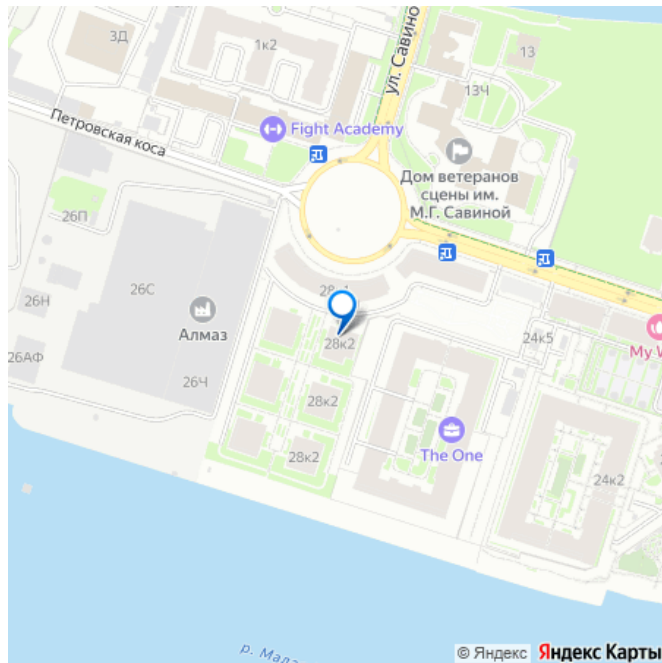 3Д
1к2
13
ул. Савино
13Ч
Петровская коса
Fight Academy
Дом ветеранов
сцены им.
М.Г. Савиной
26П
26С
26Н
Алмаз
28к2
24к5
26АФ
26Ч
My W
28к2
The One
28к2
24к2
р. Мала
© Яндекс Яндекс Карты